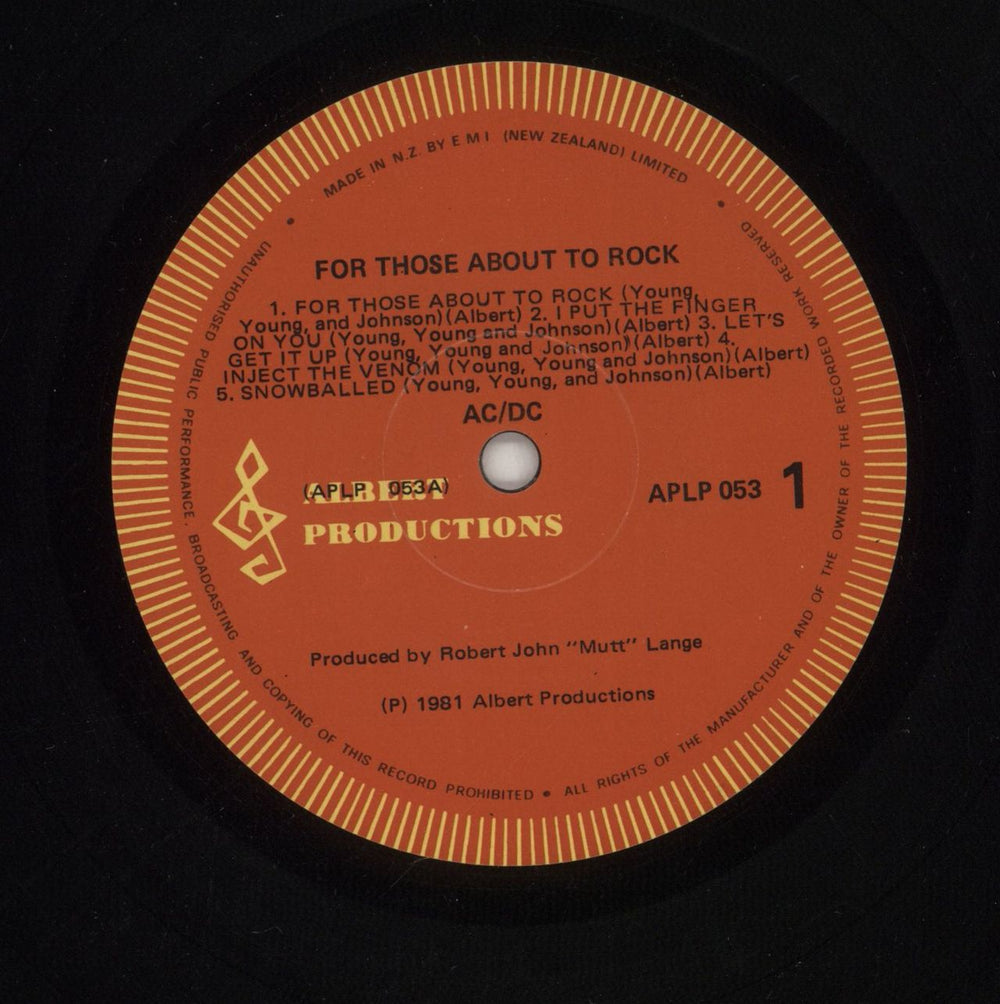 MADE IN N.Z. BY E M I (NEW ZEALAND) LIMITED
FOR THOSE ABOUT TO ROCK
1. FOR THOSE ABOUT TO ROCK (Young,
Young, and Johnson)(Albert) 2. I PUT THE FINGER
ON YOU (Young, Young and Johnson)(Albert) 3. LET'S
GET IT UP (Young, Young and Johnson)(Albert) 4.
INJECT THE VENOM (Young, Young and Johnson)(Albert)
5. SNOWBALLED (Young, Young, and Johnson)(Albert)
AC/DC
(APLP 053A)
ALBERT
PRODUCTIONS
APLP 053 1
Produced by Robert John "Mutt" Lange
(P) 1981 Albert Productions
UNAUTHORISED PUBLIC PERFORMANCE. BROADCASTING AND COPYING OF THIS RECORD PROHIBITED • ALL RIGHTS OF THE MANUFACTURER AND OF THE OWNER OF THE RECORDED WORK RESERVED